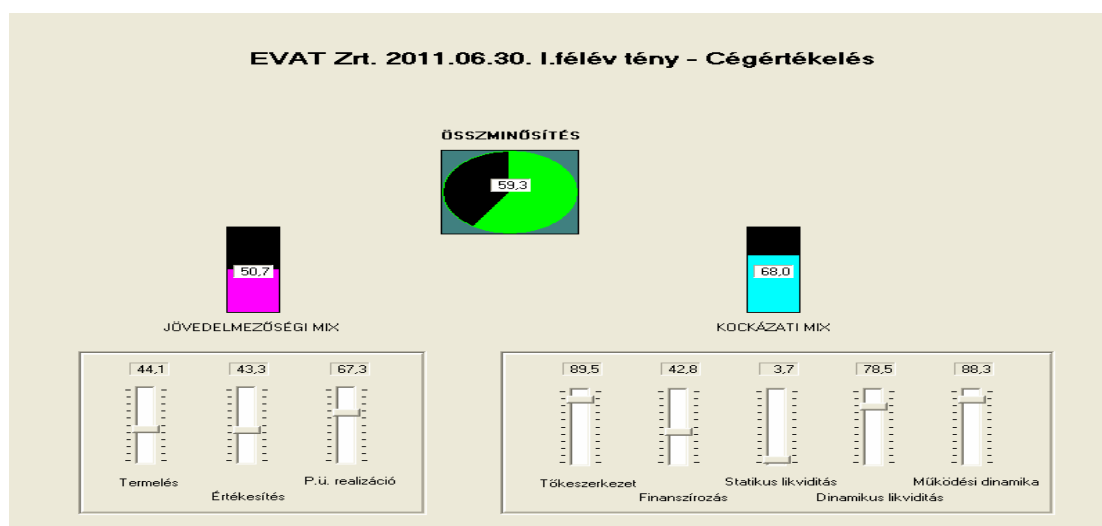 EVAT Zrt. 2011.06.30. I.félév tény - Cégértékelés
ÖSSZMINŐSÍTÉS
59,3
50,7
68,0
JÖVEDELMEZŐSÉGI MIX
KOCKÁZATI MIX
44,1
43,3
67,3
Termelés
Értékesítés
P.ü. realizáció
89,5
42,8
3,7
78,5
88,3
Tőkeszerkezet
Finanszírozás
Statikus likviditás
Dinamikus likviditás
Működési dinamika